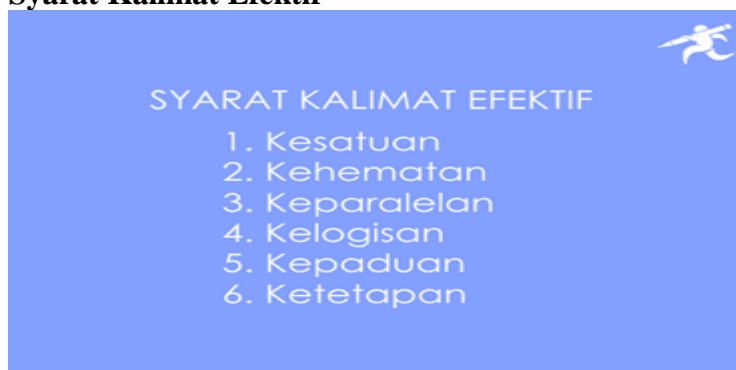 Syarat Kalimat Efektif
SYARAT KALIMAT EFEKTIF
1. Kesatuan
2. Kehematan
3. Keparalelan
4. Kelogisan
5. Kepaduan
6. Ketetapan